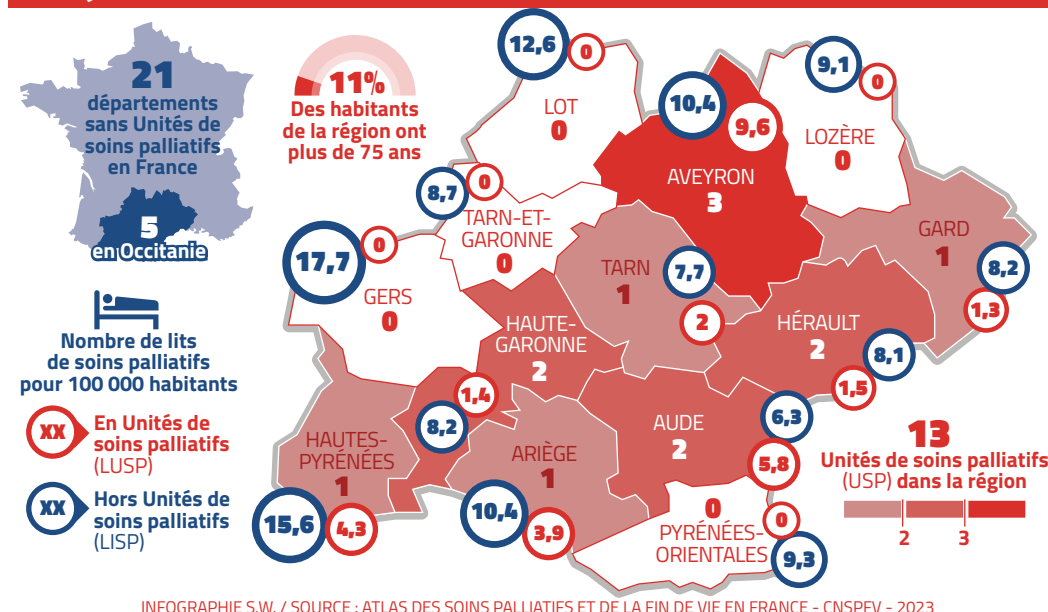 21
départements
sans Unités de
soins palliatifs
en France
5
en Occitanie
11%
Des habitants
de la région ont
plus de 75 ans
Nombre de lits
de soins palliatifs
pour 100 000 habitants
XX
En Unités de
soins palliatifs
(LUSP)
XX
Hors Unités de
soins palliatifs
(LISP)
12,6
0
LOT
0
10,4
9,6
AVEYRON
3
9,1
0
LOZÈRE
0
8,7
0
TARN-ET-
GARONNE
0
17,7
0
GERS
0
TARN
1
7,7
2
GARD
1
8,2
1,3
HAUTE-
GARONNE
2
1,4
8,2
HÉRAULT
2
8,1
1,5
HAUTES-
PYRÉNÉES
1
15,6
4,3
ARIÈGE
1
10,4
3,9
AUDE
2
6,3
5,8
0
PYRÉNÉES-
ORIENTALES
0
9,3
13
Unités de soins palliatifs
(USP) dans la région
2
3
INFOGRAPHIE S.W. / SOURCE : ATLAS DES SOINS PALLIATIFS ET DE LA FIN DE VIE EN FRANCE - CNSPFV - 2023